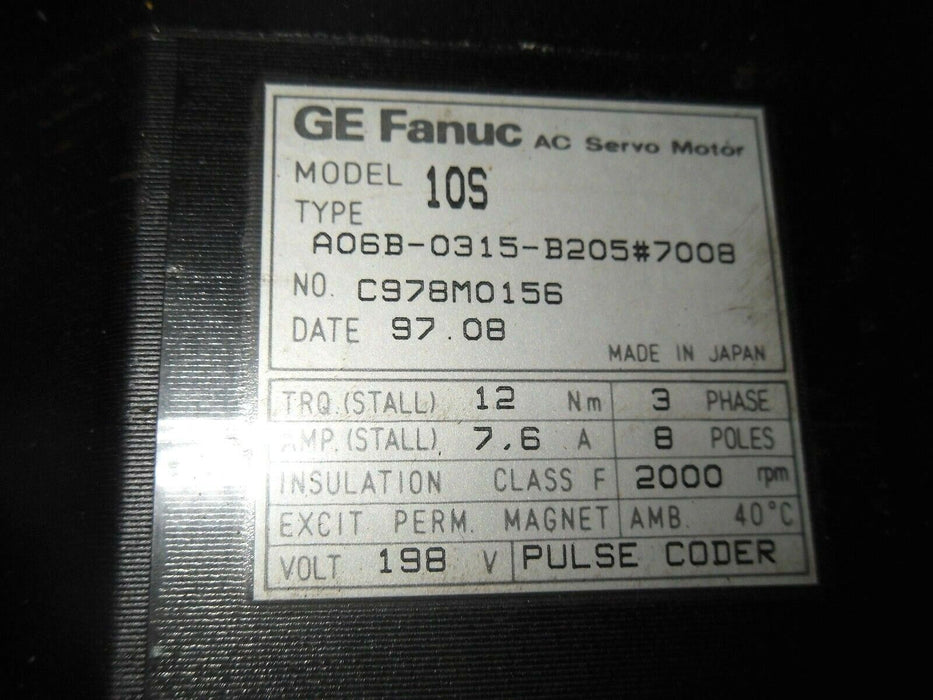 GE Fanuc AC Servo Motor
MODEL 10S
TYPE
A06B-0315-B205#7008
NO. C978M0156
DATE 97.08
MADE IN JAPAN
TRQ.(STALL) 12 Nm 3 PHASE
AMP.(STALL) 7.6 A 8 POLES
INSULATION CLASS F 2000 rpm
EXCIT PERM. MAGNET AMB. 40°C
VOLT 198 V PULSE CODER